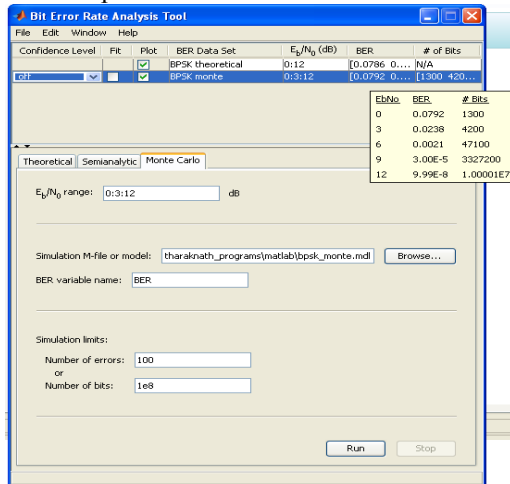 Bit Error Rate Analysis Tool
File Edit Window Help
Confidence Level Fit Plot BER Data Set Eb/N0 (dB) BER # of Bits
BPSK theoretical 0:12 [0.0786 0.... N/A
off BPSK monte 0:3:12 [0.0792 0.... [1300 420...
EbNo BER # Bits
0 0.0792 1300
3 0.0238 4200
6 0.0021 47100
9 3.00E-5 3327200
12 9.99E-8 1.00001E7
Theoretical Semianalytic Monte Carlo
Eb/N0 range: 0:3:12 dB
Simulation M-file or model: tharaknath_programs\matlab\bpsk_monte.mdl Browse...
BER variable name: BER
Simulation limits:
Number of errors: 100
or
Number of bits: 1e8
Run Stop